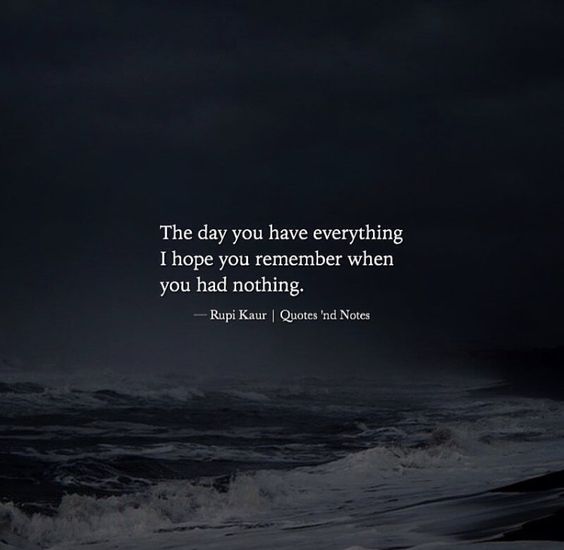 The day you have everything
I hope you remember when
you had nothing.
— Rupi Kaur | Quotes 'nd Notes